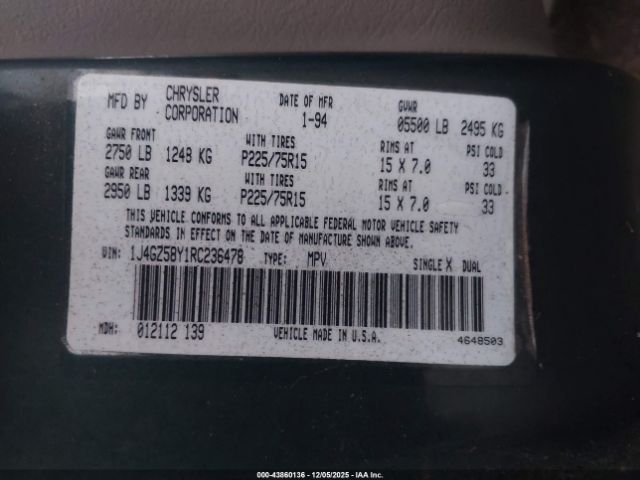 MFD BY CHRYSLER CORPORATION DATE OF MFR 1-94 GVWR 05500 LB 2495 KG
GAWR FRONT WITH TIRES RIMS AT PSI COLD
2750 LB 1248 KG P225/75R15 15 X 7.0 33
GAWR REAR WITH TIRES RIMS AT PSI COLD
2950 LB 1339 KG P225/75R15 15 X 7.0 33
THIS VEHICLE CONFORMS TO ALL APPLICABLE FEDERAL MOTOR VEHICLE SAFETY
STANDARDS IN EFFECT ON THE DATE OF MANUFACTURE SHOWN ABOVE.
1J4GZ58Y1RC236478 TYPE: MPV SINGLE X DUAL
MDH: 012112 139 VEHICLE MADE IN U.S.A. 4648503
000-43860136 - 12/05/2025 - IAA Inc.